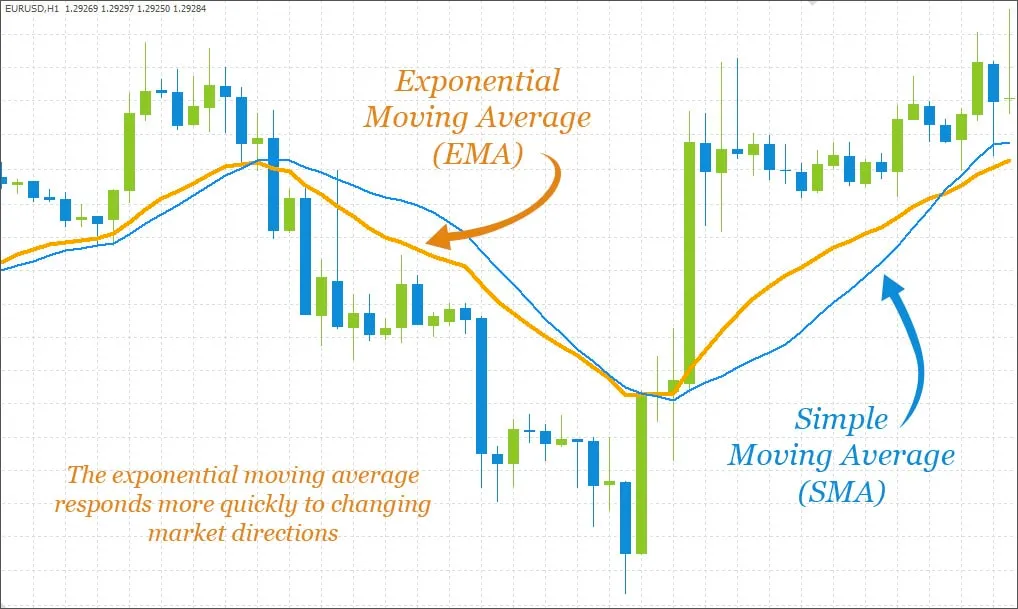 EURUSD,H1 1.29269 1.29297 1.29250 1.29284
Exponential
Moving Average
(EMA)
Simple
Moving Average
(SMA)
The exponential moving average
responds more quickly to changing
market directions